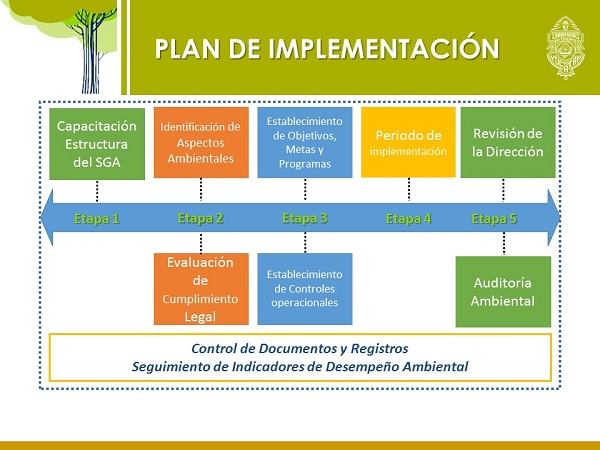 PLAN DE IMPLEMENTACIÓN
Capacitación
Estructura
del SGA
Identificación de
Aspectos
Ambientales
Establecimiento
de Objetivos,
Metas y
Programas
Periodo de
implementación
Revisión de
la Dirección
Etapa 1
Etapa 2
Etapa 3
Etapa 4
Etapa 5
Evaluación
de
Cumplimiento
Legal
Establecimiento
de Controles
operacionales
Auditoría
Ambiental
Control de Documentos y Registros
Seguimiento de Indicadores de Desempeño Ambiental